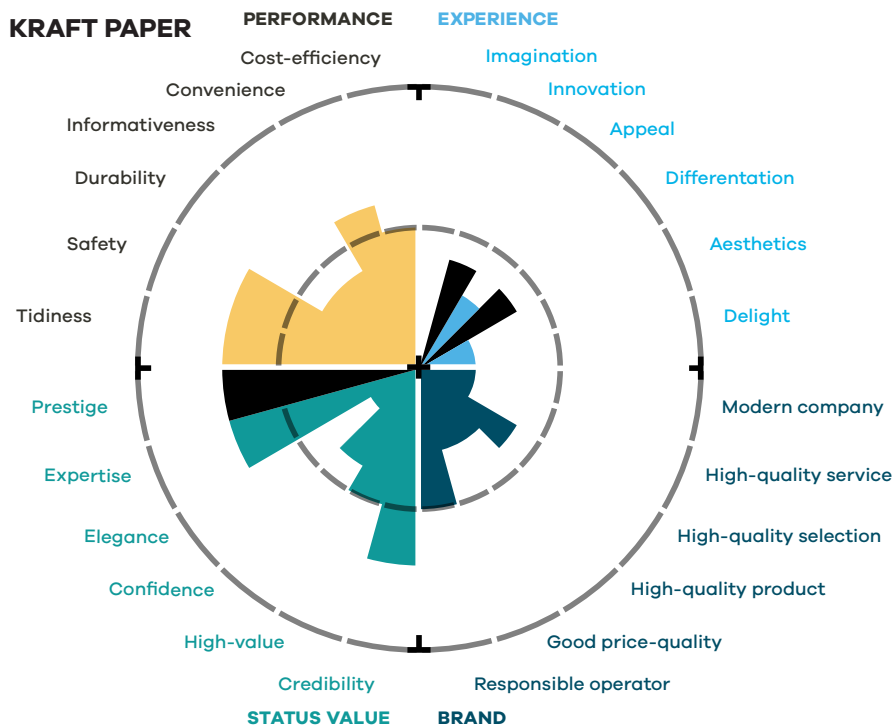 KRAFT PAPER
PERFORMANCE
EXPERIENCE
Cost-efficiency
Convenience
Informativeness
Durability
Safety
Tidiness
Imagination
Innovation
Appeal
Differentation
Aesthetics
Delight
Prestige
Expertise
Elegance
Confidence
High-value
Credibility
STATUS VALUE
Modern company
High-quality service
High-quality selection
High-quality product
Good price-quality
Responsible operator
BRAND